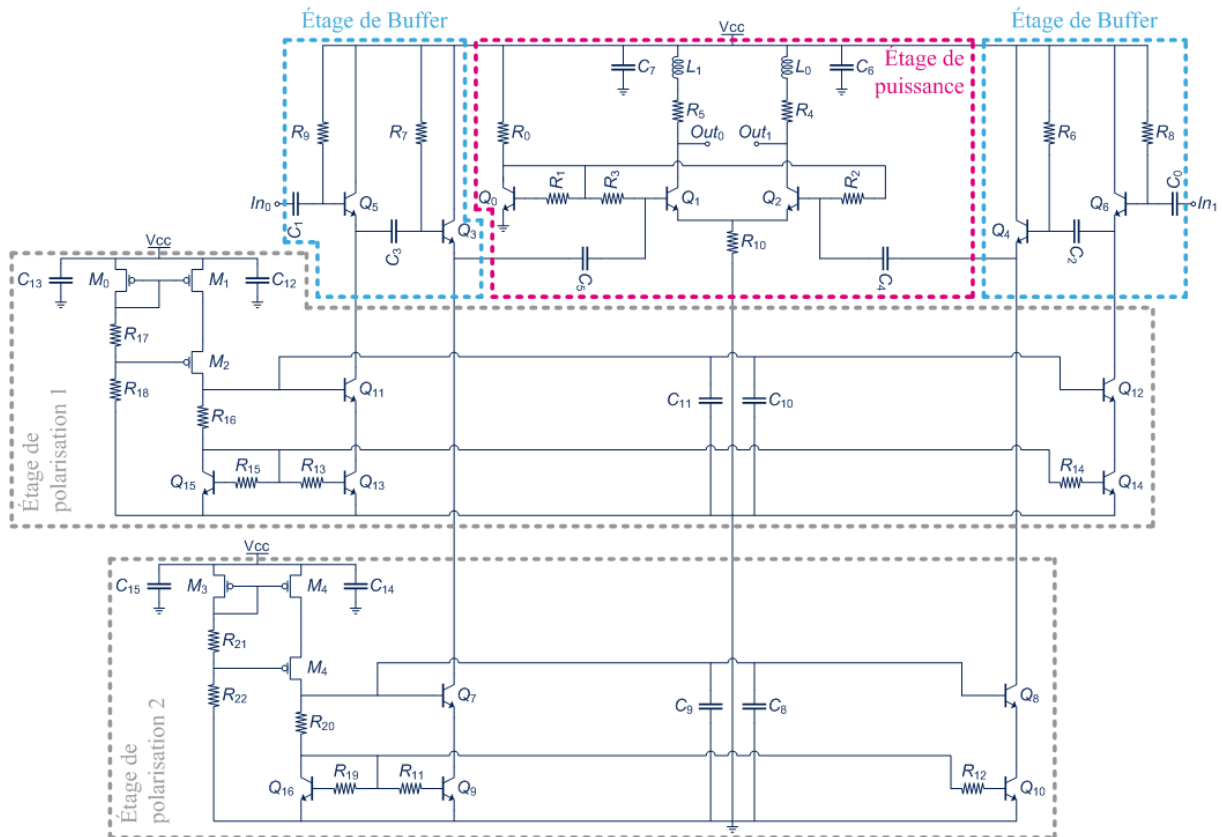 Étage de Buffer
Étage de Buffer
Vcc
Étage de
puissance
C7
L1
L0
C6
R9
R7
R0
R5
R4
R6
R8
Out0
Out1
In0
C1
Q5
C3
Q3
Q0
R1
R3
Q1
Q2
R2
Q4
C2
Q6
C0
In1
R10
C5
C4
Vcc
C13
M0
M1
C12
R17
M2
R18
Q11
C11
C10
Q12
R16
Q15
R15
R13
Q13
R14
Q14
Étage de
polarisation 1
Vcc
C15
M3
M4
C14
R21
M4
R22
Q7
C9
C8
Q8
R20
Q16
R19
R11
Q9
R12
Q10
Étage de
polarisation 2